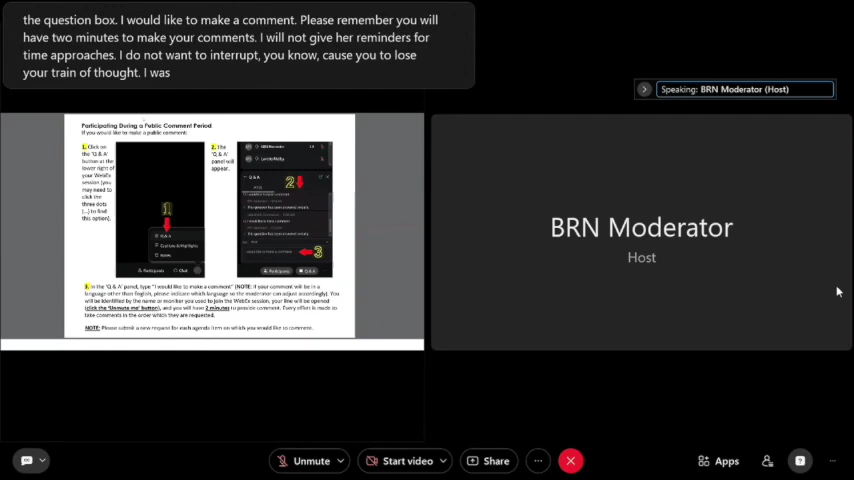 the question box. I would like to make a comment. Please remember you will
have two minutes to make your comments. I will not give her reminders for
time approaches. I do not want to interrupt, you know, cause you to lose
your train of thought. I was
Speaking: BRN Moderator (Host)
Participating During a Public Comment Period
If you would like to make a public comment:
1. Click on
the 'Q & A'
button at the
lower right of
your WebEx
session (you
may need to
click the
three dots
(...) to find
this option).
1
Q & A
Participants
Chat
2. The
'Q & A'
panel will
appear.
Q & A
2
3
Participants
Q & A
3. In the 'Q & A' panel, type "I would like to make a comment" (NOTE: If your comment will be in a
language other than English, please indicate which language so the moderator can adjust accordingly). You
will be identified by the name or moniker you used to join the WebEx session, your line will be opened
(click the 'Unmute me' button), and you will have 2 minutes to provide comment. Every effort is made to
take comments in the order which they are requested.
NOTE: Please submit a new request for each agenda item on which you would like to comment.
BRN Moderator
Host
Unmute
Start video
Share
Apps